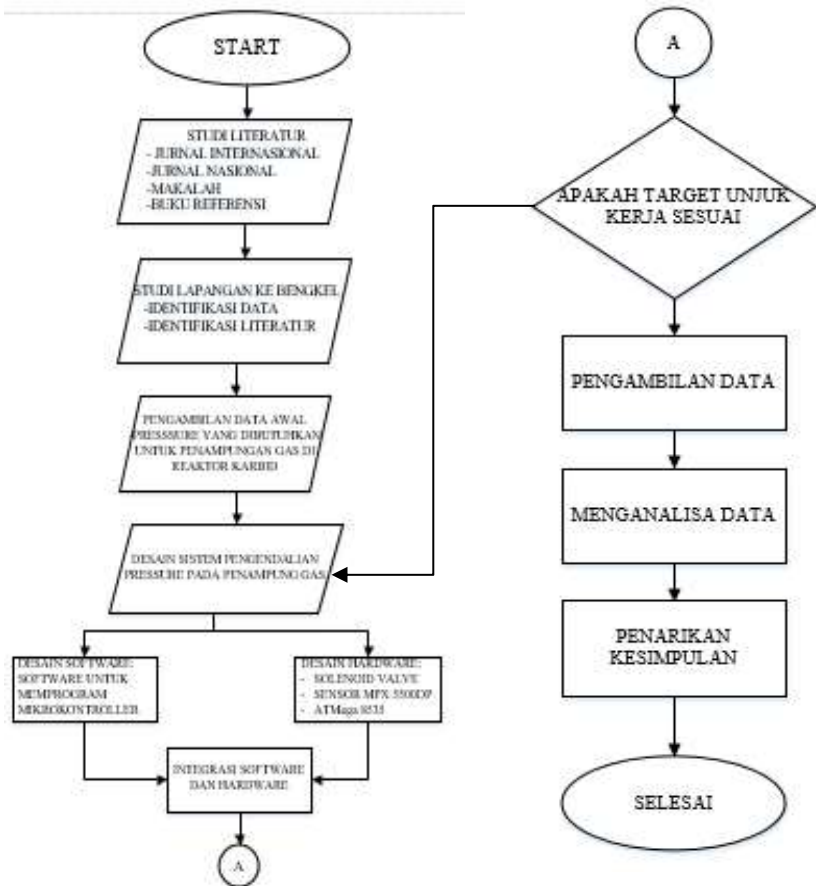 START
STUDI LITERATUR
- JURNAL INTERNASIONAL
-JURNAL NASIONAL
-MAKALAH
-BUKU REFERENSI
STUDI LAPANGAN KE BENGKEL
-IDENTIFIKASI DATA
-IDENTIFIKASI LITERATUR
PENGAMBILAN DATA AWAL
PRESSSURE YANG DIBUTUHKAN
UNTUK PENAMPUNGAN GAS DI
REAKTOR KARBID
DESAIN SISTEM PENGENDALIAN
PRESSURE PADA PENAMPUNG GAS
DESAIN SOFTWARE:
SOFTWARE UNTUK
MEMPROGRAM
MIKROKONTROLLER
DESAIN HARDWARE:
- SOLENOID VALVE
- SENSOR MPX 5500DP
- ATMega 8535
INTEGRASI SOFTWARE
DAN HARDWARE
A
A
APAKAH TARGET UNJUK
KERJA SESUAI
PENGAMBILAN DATA
MENGANALISA DATA
PENARIKAN
KESIMPULAN
SELESAI